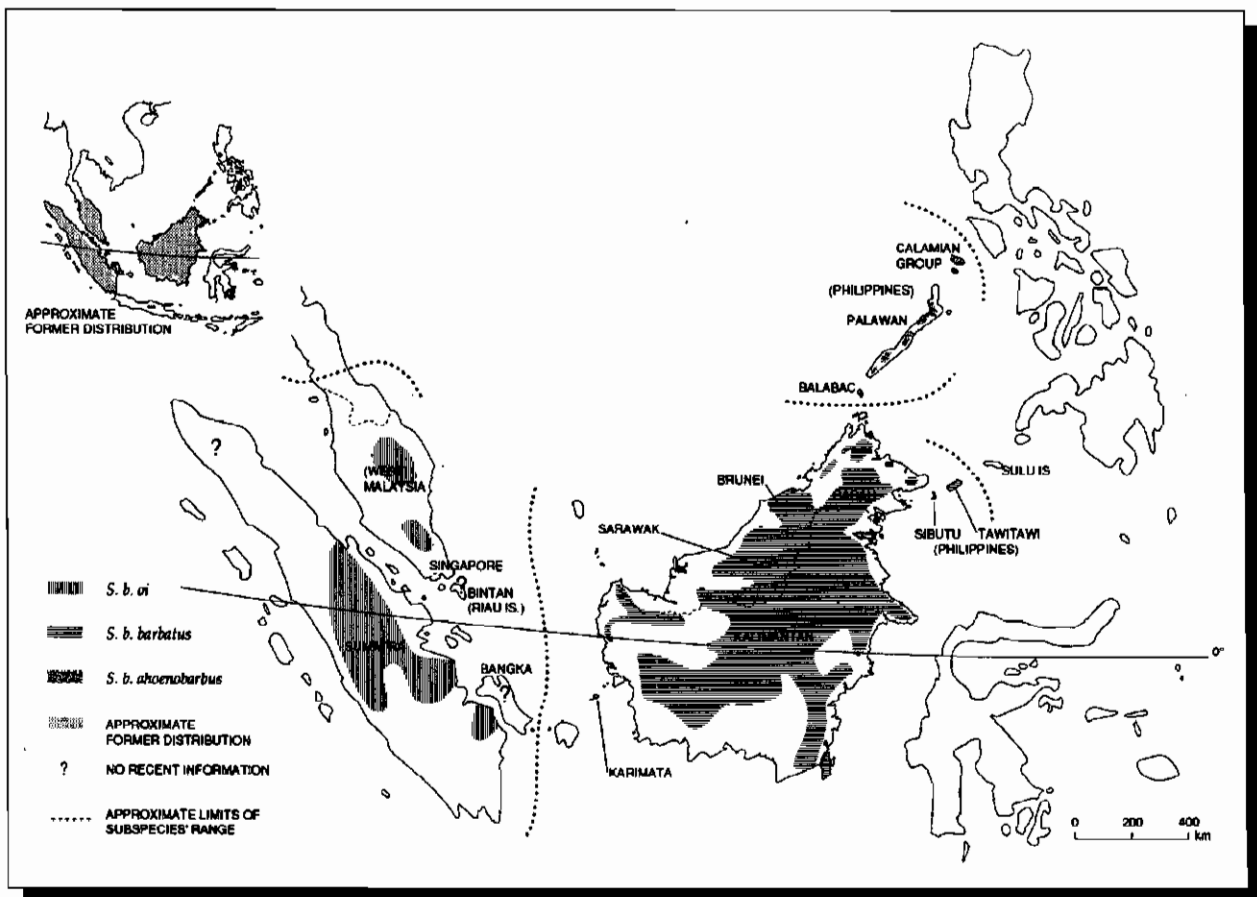 APPROXIMATE
FORMER DISTRIBUTION
CALAMIAN
GROUP
(PHILIPPINES)
PALAWAN
BALABAC
?
(WEST)
MALAYSIA
BRUNEI
SABAH
SULU IS
SARAWAK
SIBUTU
TAWITAWI
(PHILIPPINES)
SINGAPORE
BINTAN
(RIAU IS.)
SUMATRA
KALIMANTAN
0°
BANGKA
KARIMATA
S. b. oi
S. b. barbatus
S. b. ahoenobarbus
APPROXIMATE
FORMER DISTRIBUTION
? NO RECENT INFORMATION
APPROXIMATE LIMITS OF
SUBSPECIES' RANGE
0 200 400
km